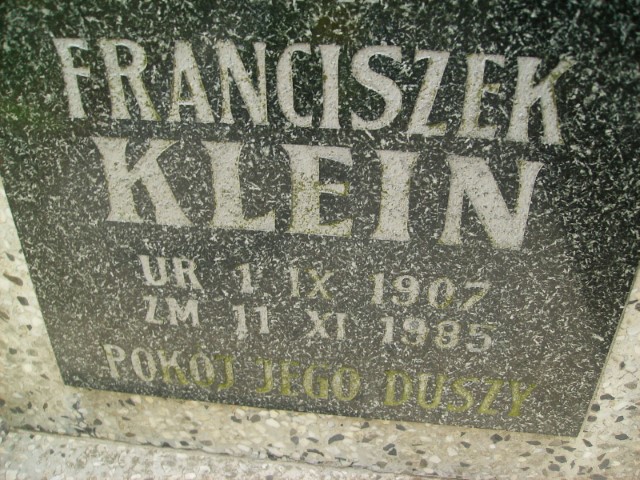 FRANCISZEK
KLEIN
UR 1 IX 1907
ZM 11 XI 1985
POKÓJ JEGO DUSZY